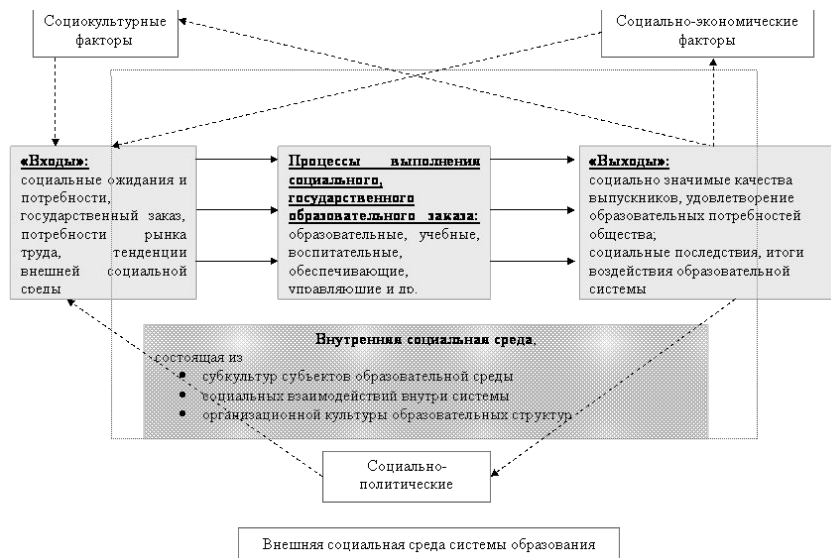 Социокультурные
факторы
Социально-экономические
факторы
«Входы»:
социальные ожидания и
потребности,
государственный заказ,
потребности рынка
труда, тенденции
внешней социальной
среды
Процессы выполнения
социального,
государственного
образовательного заказа:
образовательные, учебные,
воспитательные,
обеспечивающие,
управляющие и др.
«Выходы»:
социально значимые качества
выпускников, удовлетворение
образовательных потребностей
общества;
социальные последствия, итоги
воздействия образовательной
системы
Внутренняя социальная среда,
состоящая из
• субкультур субъектов образовательной среды
• социальных взаимодействий внутри системы
• организационной культуры образовательных структур
Социально-
политические
Внешняя социальная среда системы образования